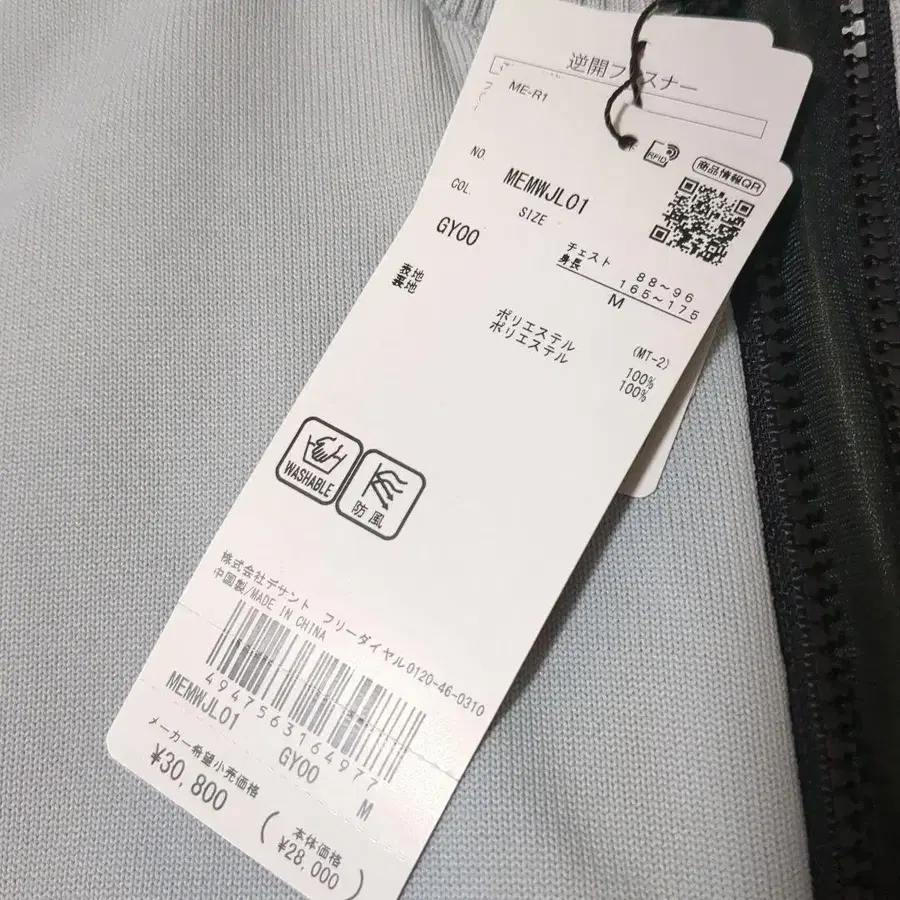 逆開ファスナー
ME-R1
RFID
商品情報QR
NO.
MEMWJL01
COL.
SIZE
GY00
チェスト 88~96
身長 165~175
M
表地
裏地
(MT-2)
ポリエステル 100%
ポリエステル 100%
WASHABLE
防風
株式会社デサント フリーダイヤル0120-46-0310
中国製/MADE IN CHINA
4947563164977
MEMWJL01 GY00 M
メーカー希望小売価格
¥30,800
(本体価格
¥28,000)